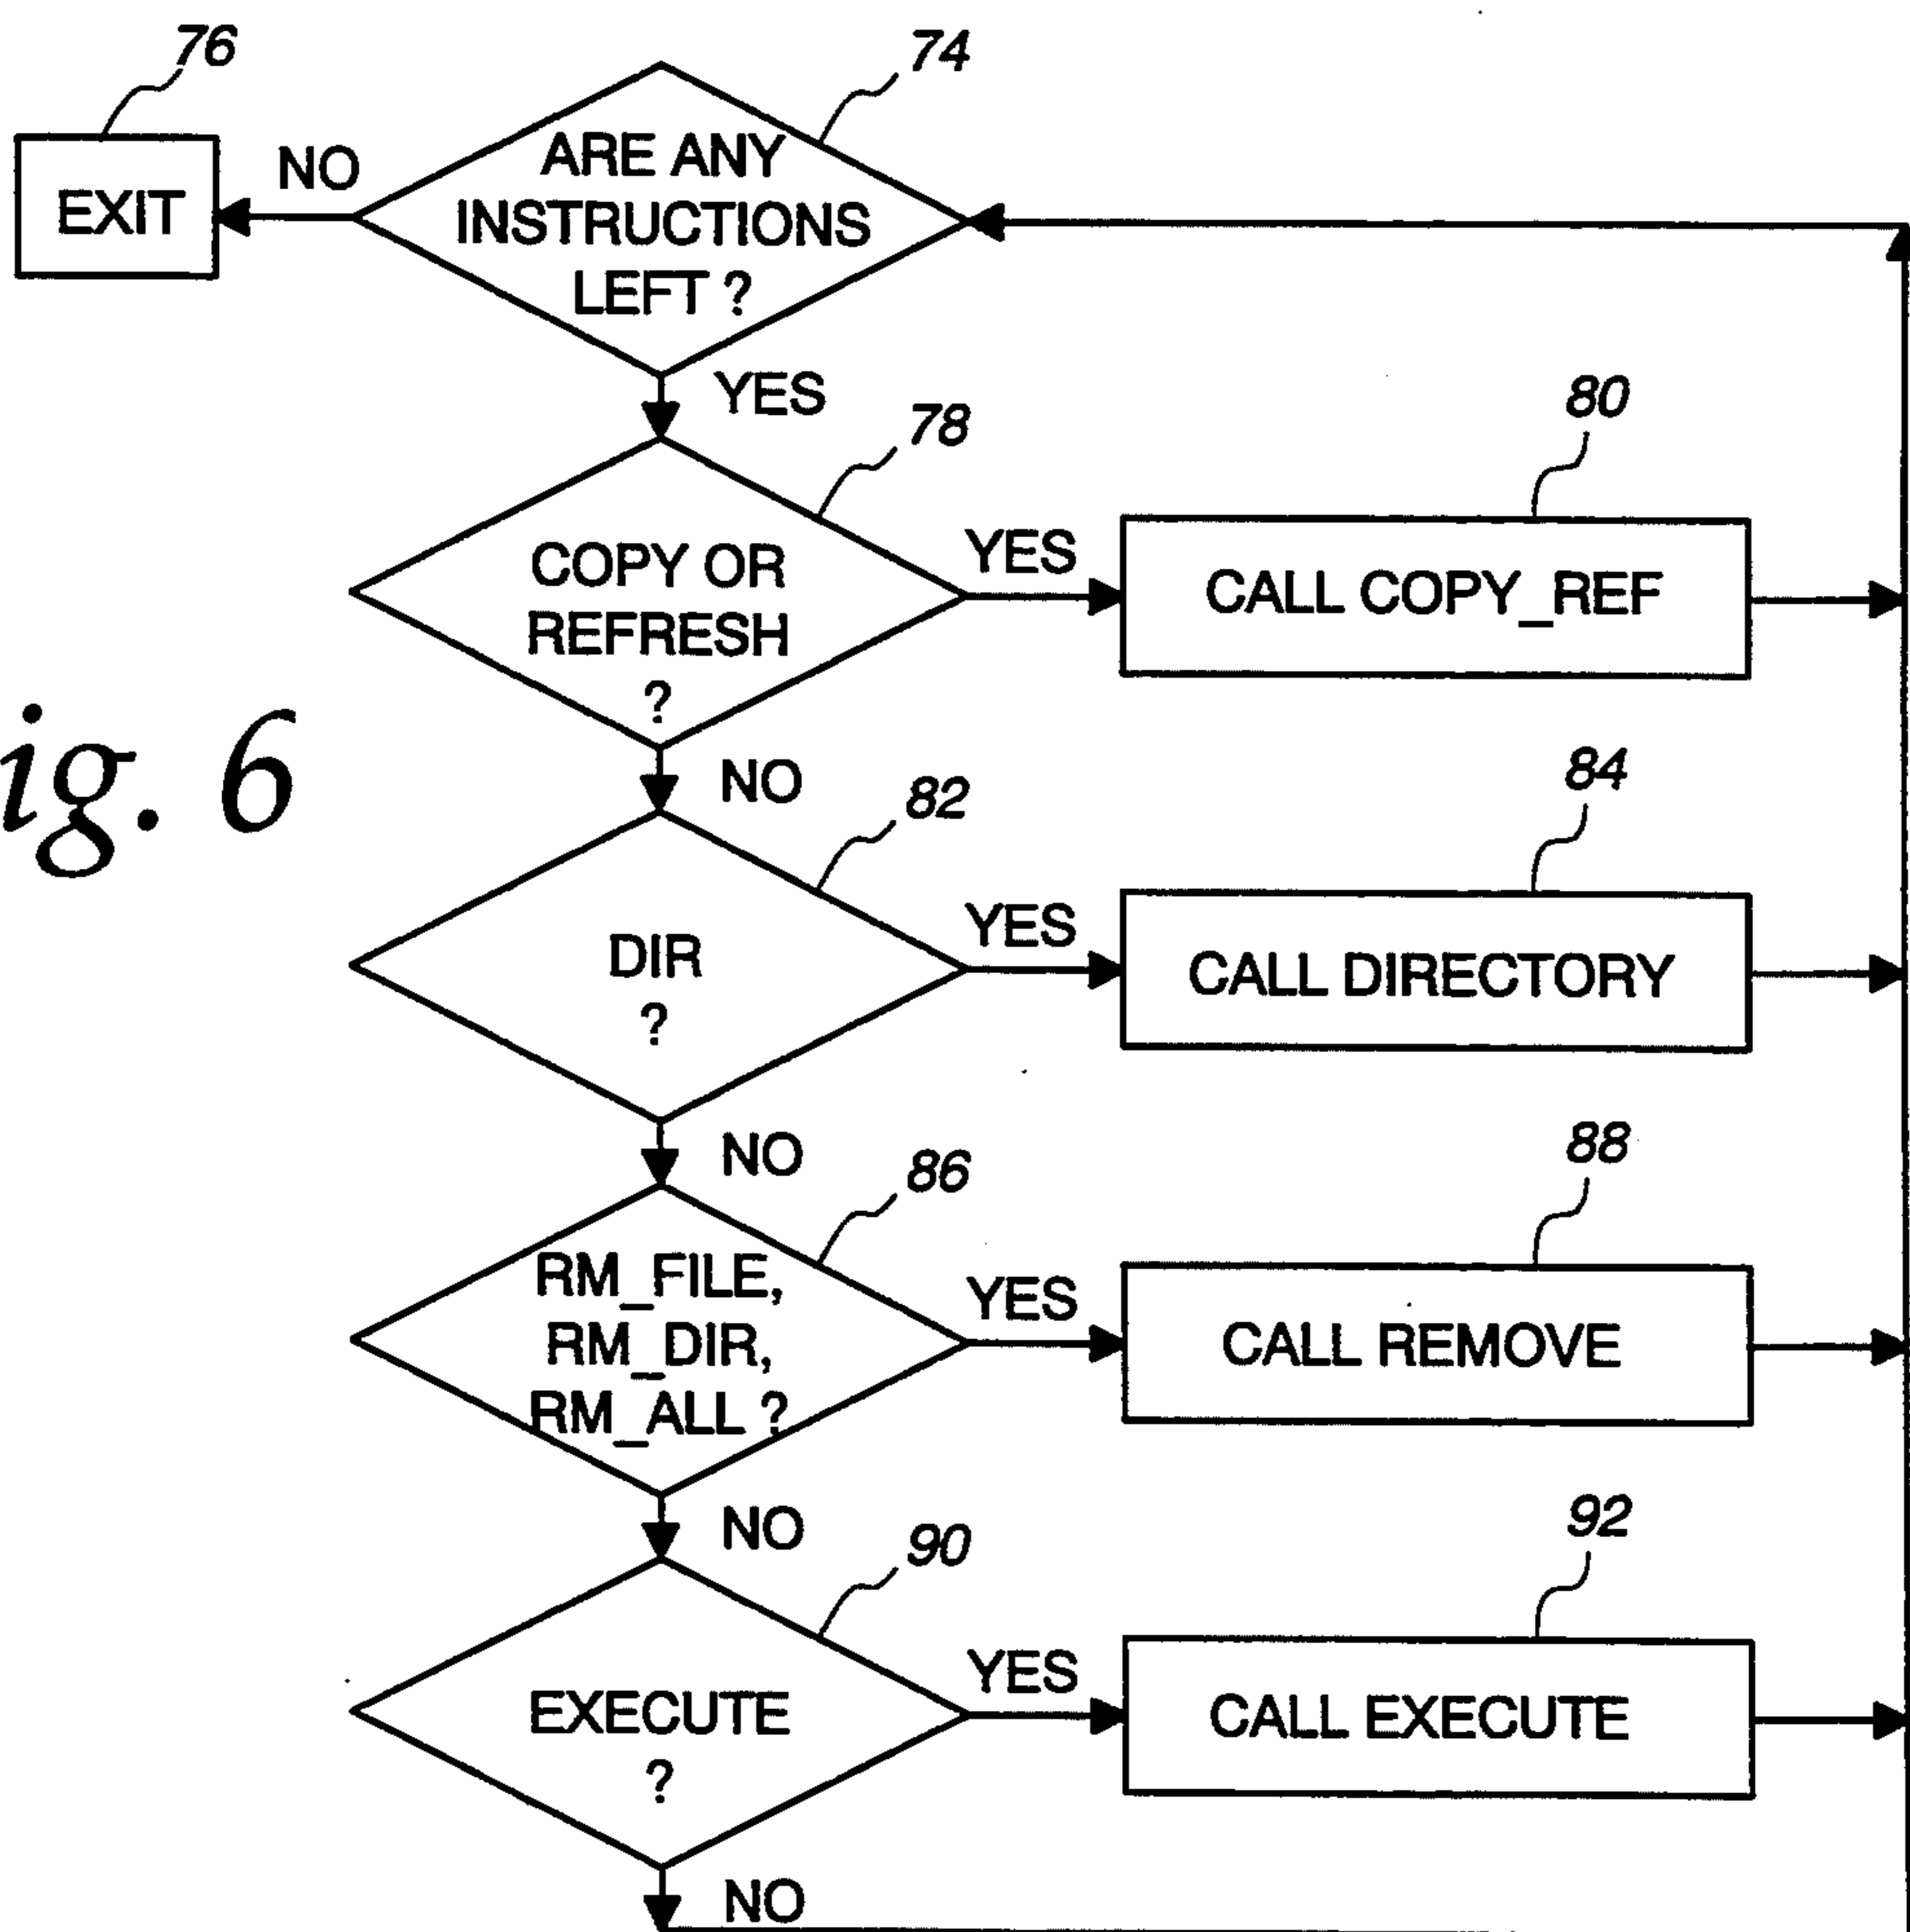 76
74
ARE ANY
INSTRUCTIONS
LEFT ?
NO
EXIT
YES
78
80
COPY OR
REFRESH
?
YES
CALL COPY_REF
ig. 6
NO
82
84
DIR
?
YES
CALL DIRECTORY
NO
86
88
RM_FILE,
RM_DIR,
RM_ALL ?
YES
CALL REMOVE
NO
90
92
EXECUTE
?
YES
CALL EXECUTE
NO